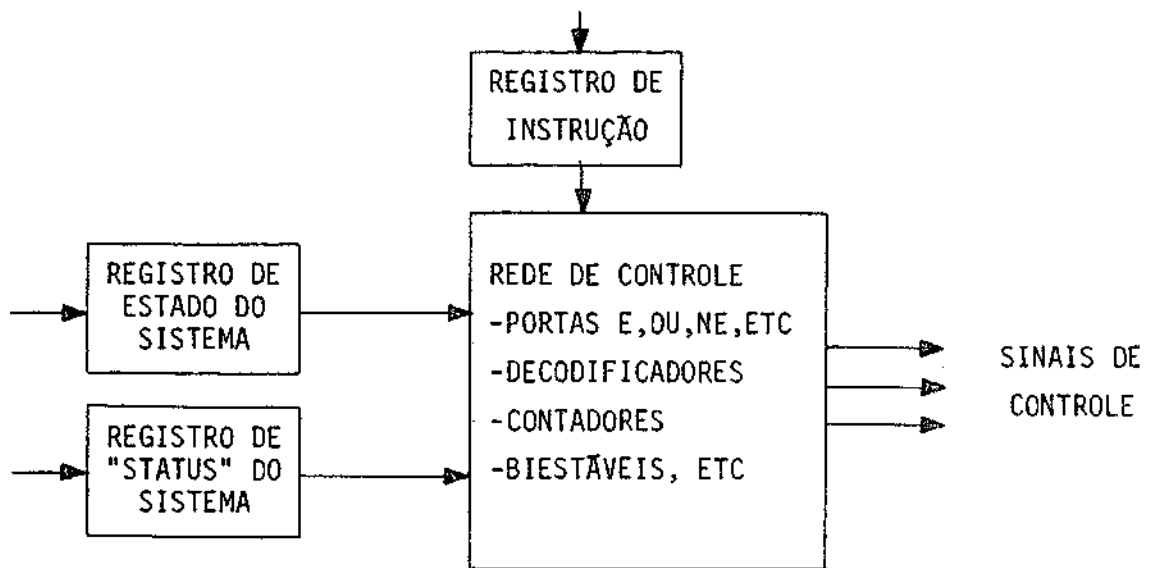 REGISTRO DE
INSTRUÇÃO
REGISTRO DE
ESTADO DO
SISTEMA
REGISTRO DE
"STATUS" DO
SISTEMA
REDE DE CONTROLE
-PORTAS E,OU,NE,ETC
-DECODIFICADORES
-CONTADORES
-BIESTÁVEIS, ETC
SINAIS DE
CONTROLE